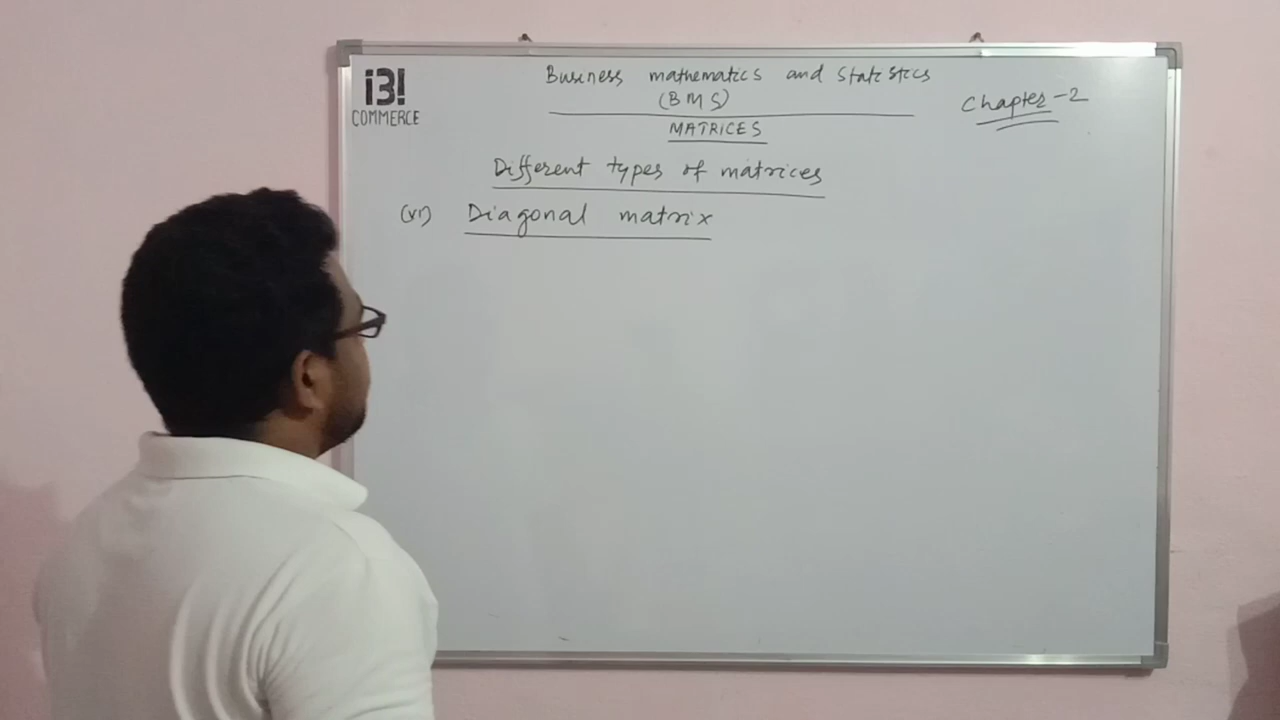 i3!
COMMERCE
Business mathematics and Statistics
(BMS)
Chapter-2
MATRICES
Different types of matrices
(vi) Diagonal matrix